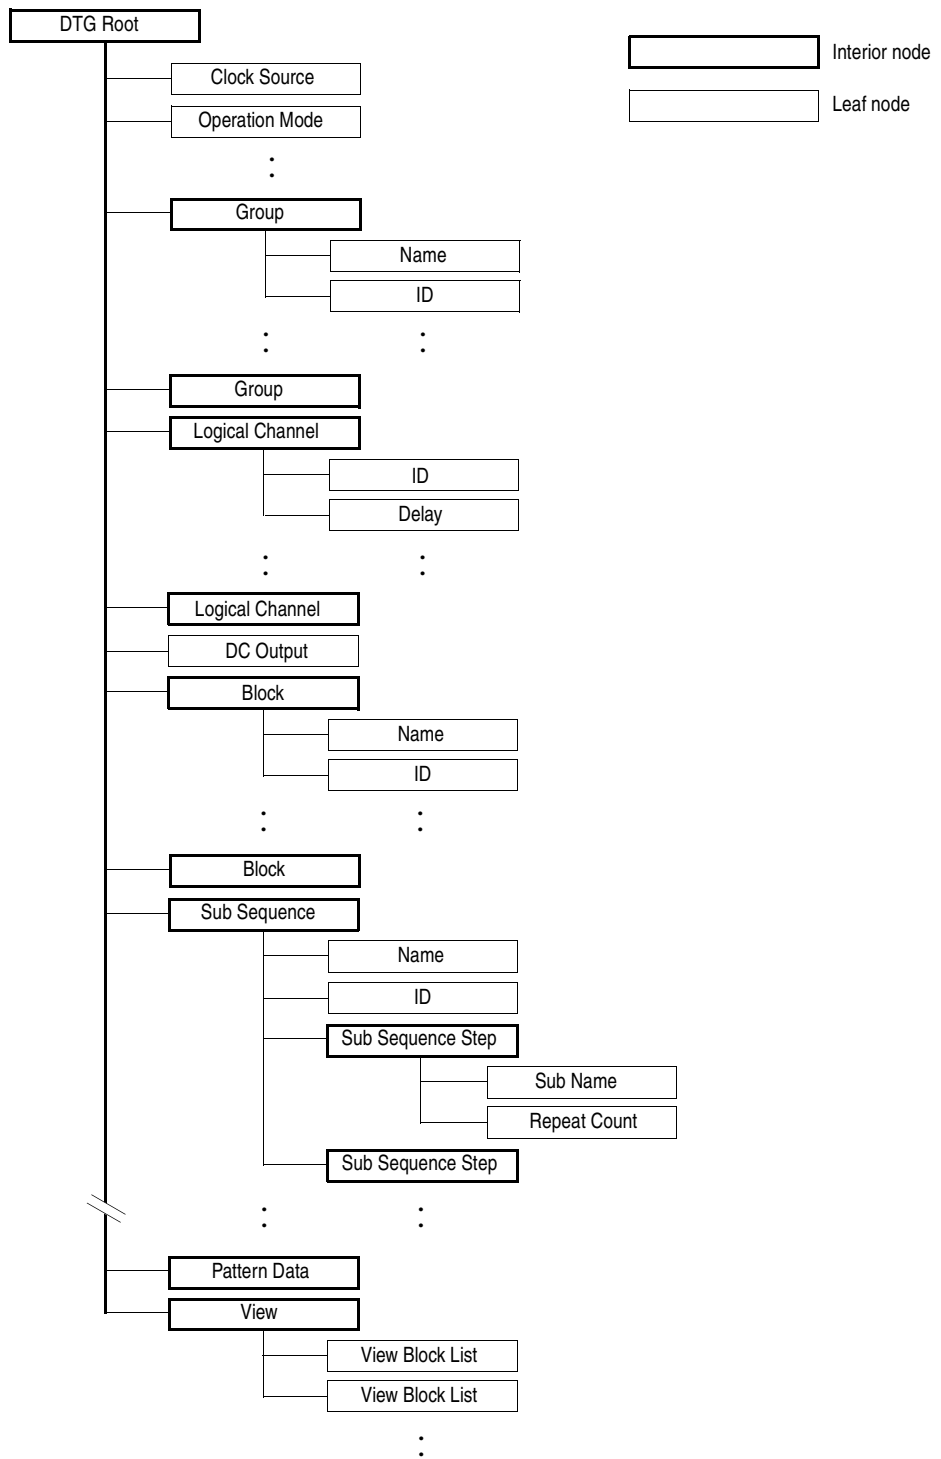 DTG Root
Interior node
Clock Source
Leaf node
Operation Mode
Group
Name
ID
Group
Logical Channel
ID
Delay
Logical Channel
DC Output
Block
Name
ID
Block
Sub Sequence
Name
ID
Sub Sequence Step
Sub Name
Repeat Count
Sub Sequence Step
Pattern Data
View
View Block List
View Block List